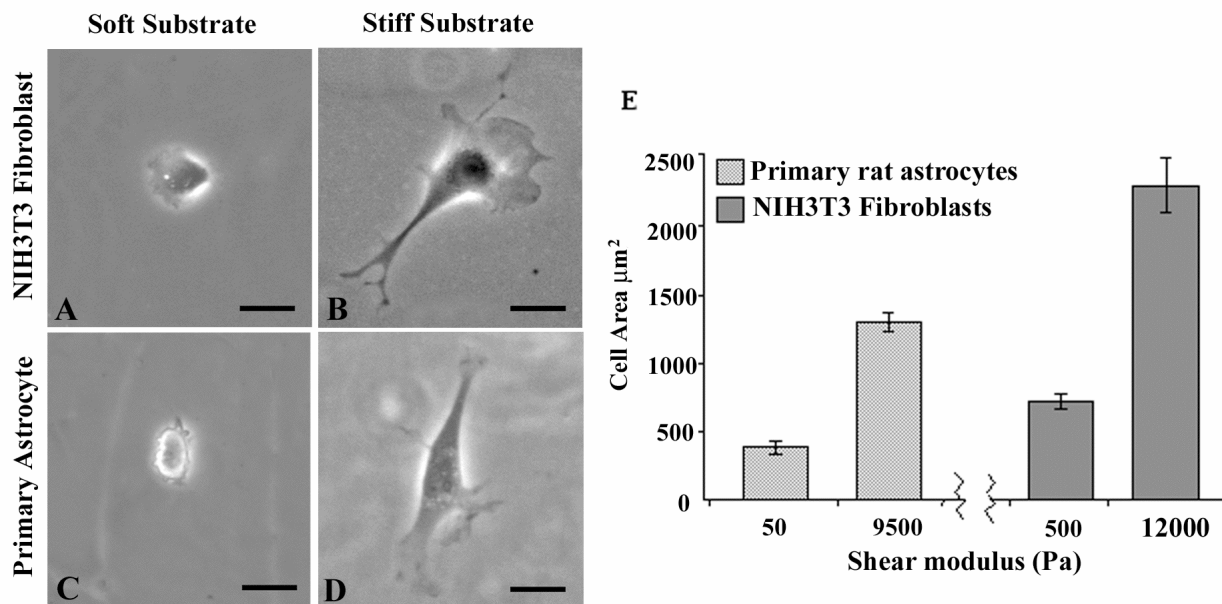 Soft Substrate
Stiff Substrate
NIH3T3 Fibroblast
Primary Astrocyte
A
B
C
D
E
Primary rat astrocytes
NIH3T3 Fibroblasts
Cell Area μm²
2500
2000
1500
1000
500
0
50
9500
500
12000
Shear modulus (Pa)